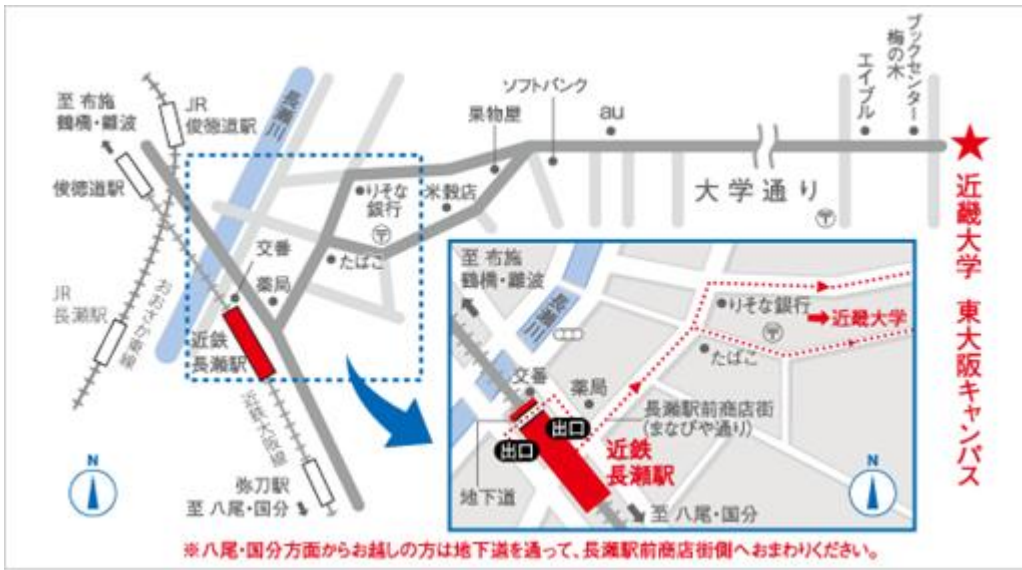 至 布施
鶴橋・難波
JR
俊徳道駅
長瀬川
俊徳道駅
ソフトバンク
果物屋
au
エイブル
ブックセンター
梅の木
りそな
銀行
米穀店
大学通り
〒
〒
たばこ
交番
薬局
JR
長瀬駅
おおさか東線
近鉄
長瀬駅
近鉄大阪線
弥刀駅
至 八尾・国分
N
近畿大学 東大阪キャンパス
至 布施
鶴橋・難波
長瀬川
りそな銀行
〒
近畿大学
たばこ
交番
薬局
長瀬駅前商店街
(まなびや通り)
出口
出口
近鉄
長瀬駅
地下道
至 八尾・国分
N
※八尾・国分方面からお越しの方は地下道を通って、長瀬駅前商店街側へおまわりください。